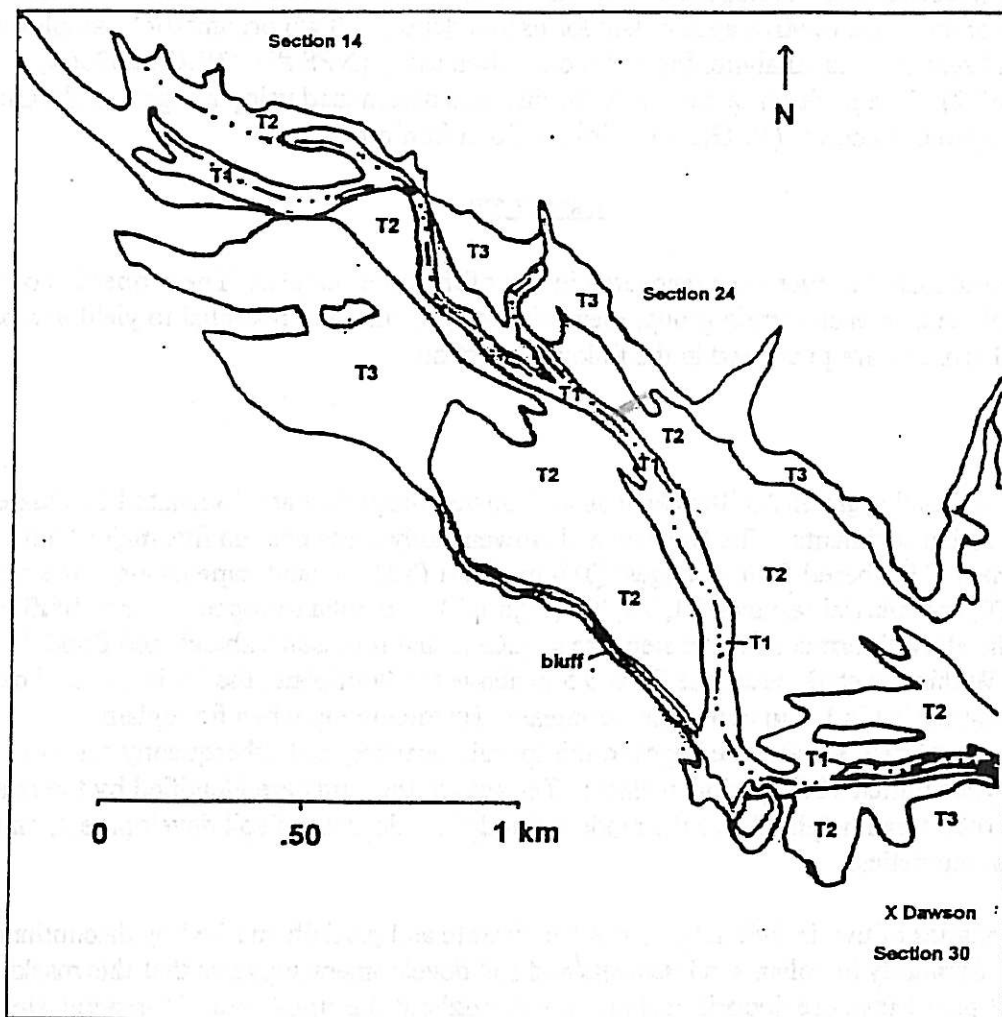 Section 14
N
T2
T1
T2
T3
T3
Section 24
T3
T1
T2
T2
T1
T3
T2
T2
T1
bluff
T2
T1
0 .50 1
km
T2
T3
X Dawson
Section 30